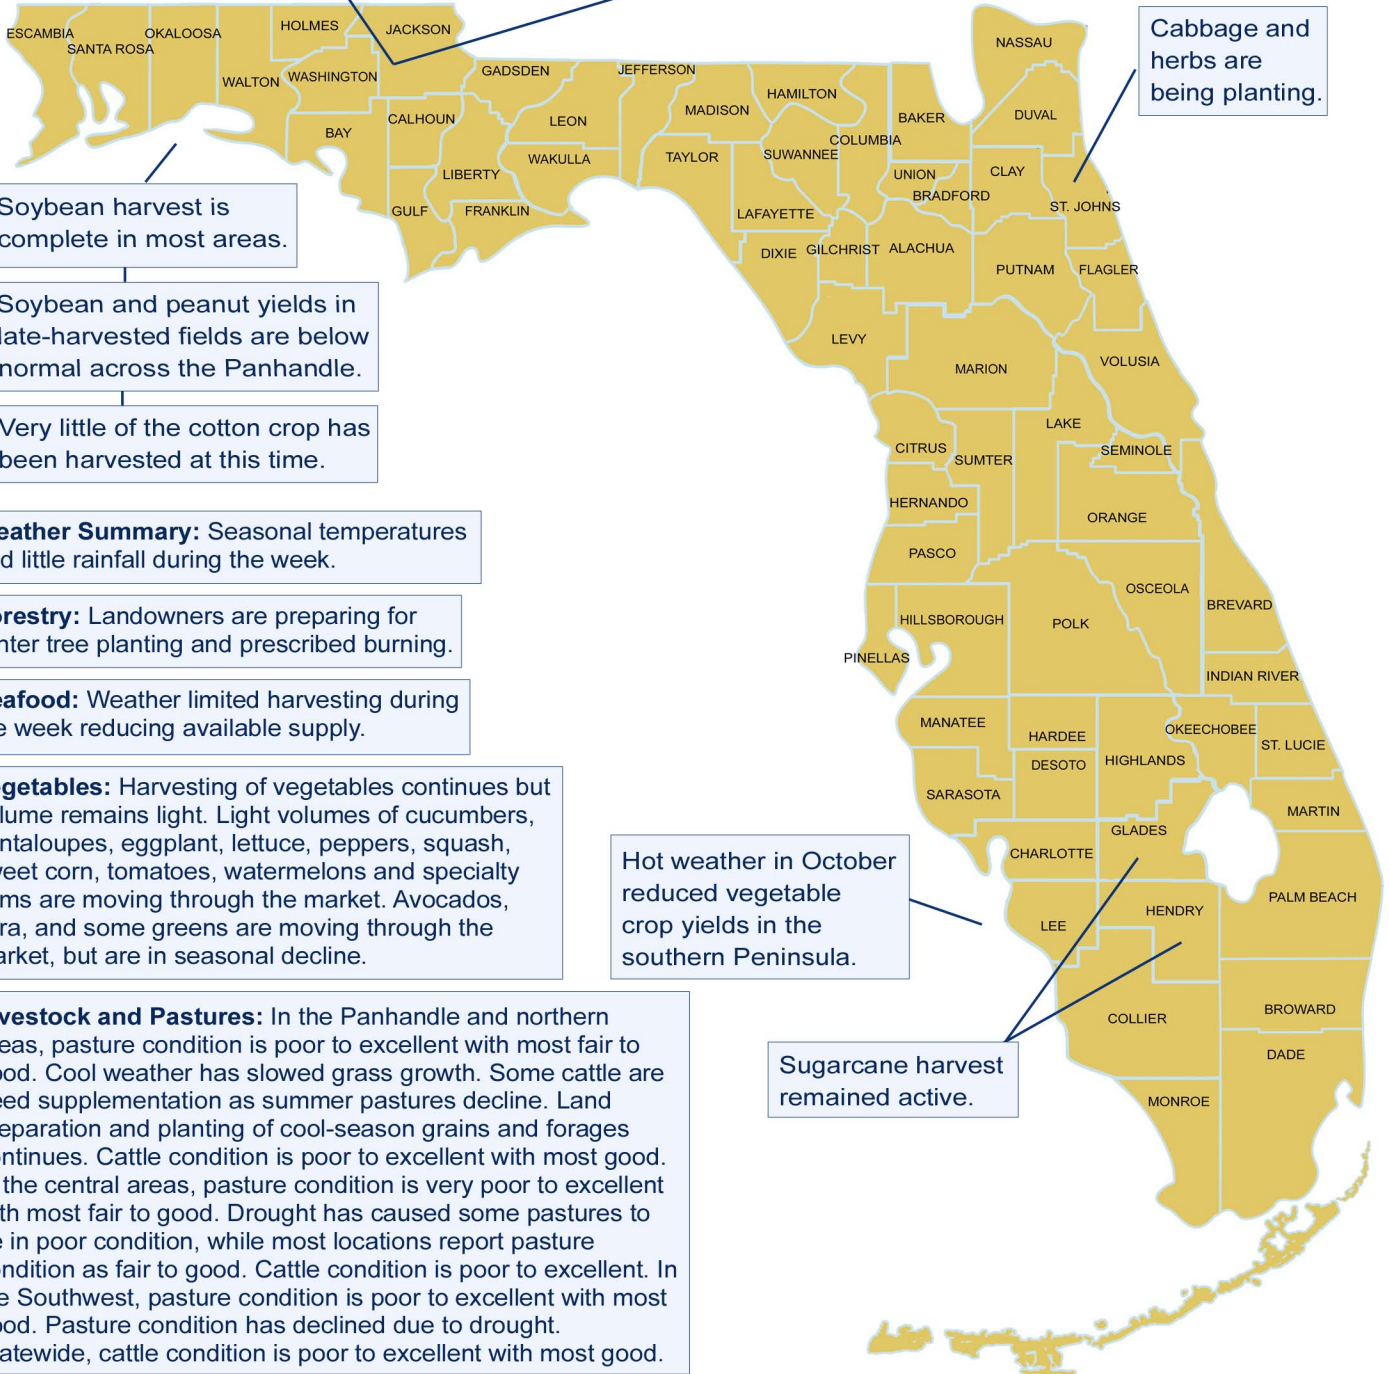 ESCAMBIA
SANTA ROSA
OKALOOSA
HOLMES
JACKSON
WALTON
WASHINGTON
BAY
CALHOUN
GADSDEN
LEON
LIBERTY
WAKULLA
GULF
FRANKLIN
JEFFERSON
MADISON
HAMILTON
TAYLOR
SUWANNEE
COLUMBIA
LAFAYETTE
DIXIE
GILCHRIST
BAKER
UNION
BRADFORD
ALACHUA
NASSAU
DUVAL
CLAY
ST. JOHNS
PUTNAM
FLAGLER
LEVY
MARION
VOLUSIA
CITRUS
SUMTER
LAKE
SEMINOLE
HERNANDO
ORANGE
PASCO
OSCEOLA
BREVARD
HILLSBOROUGH
POLK
PINELLAS
INDIAN RIVER
MANATEE
HARDEE
OKEECHOBEE
ST. LUCIE
HIGHLANDS
DESOTO
SARASOTA
MARTIN
GLADES
CHARLOTTE
PALM BEACH
HENDRY
LEE
COLLIER
BROWARD
DADE
MONROE
Cabbage and
herbs are
being planting.
Soybean harvest is
complete in most areas.
Soybean and peanut yields in
late-harvested fields are below
normal across the Panhandle.
Very little of the cotton crop has
been harvested at this time.
eather Summary: Seasonal temperatures
d little rainfall during the week.
orestry: Landowners are preparing for
nter tree planting and prescribed burning.
eafood: Weather limited harvesting during
e week reducing available supply.
getables: Harvesting of vegetables continues but
lume remains light. Light volumes of cucumbers,
ntaloupes, eggplant, lettuce, peppers, squash,
veet corn, tomatoes, watermelons and specialty
ms are moving through the market. Avocados,
ra, and some greens are moving through the
arket, but are in seasonal decline.
Hot weather in October
reduced vegetable
crop yields in the
southern Peninsula.
Sugarcane harvest
remained active.
vestock and Pastures: In the Panhandle and northern
eas, pasture condition is poor to excellent with most fair to
ood. Cool weather has slowed grass growth. Some cattle are
eed supplementation as summer pastures decline. Land
eparation and planting of cool-season grains and forages
ntinues. Cattle condition is poor to excellent with most good.
the central areas, pasture condition is very poor to excellent
th most fair to good. Drought has caused some pastures to
e in poor condition, while most locations report pasture
ndition as fair to good. Cattle condition is poor to excellent. In
e Southwest, pasture condition is poor to excellent with most
ood. Pasture condition has declined due to drought.
atewide, cattle condition is poor to excellent with most good.